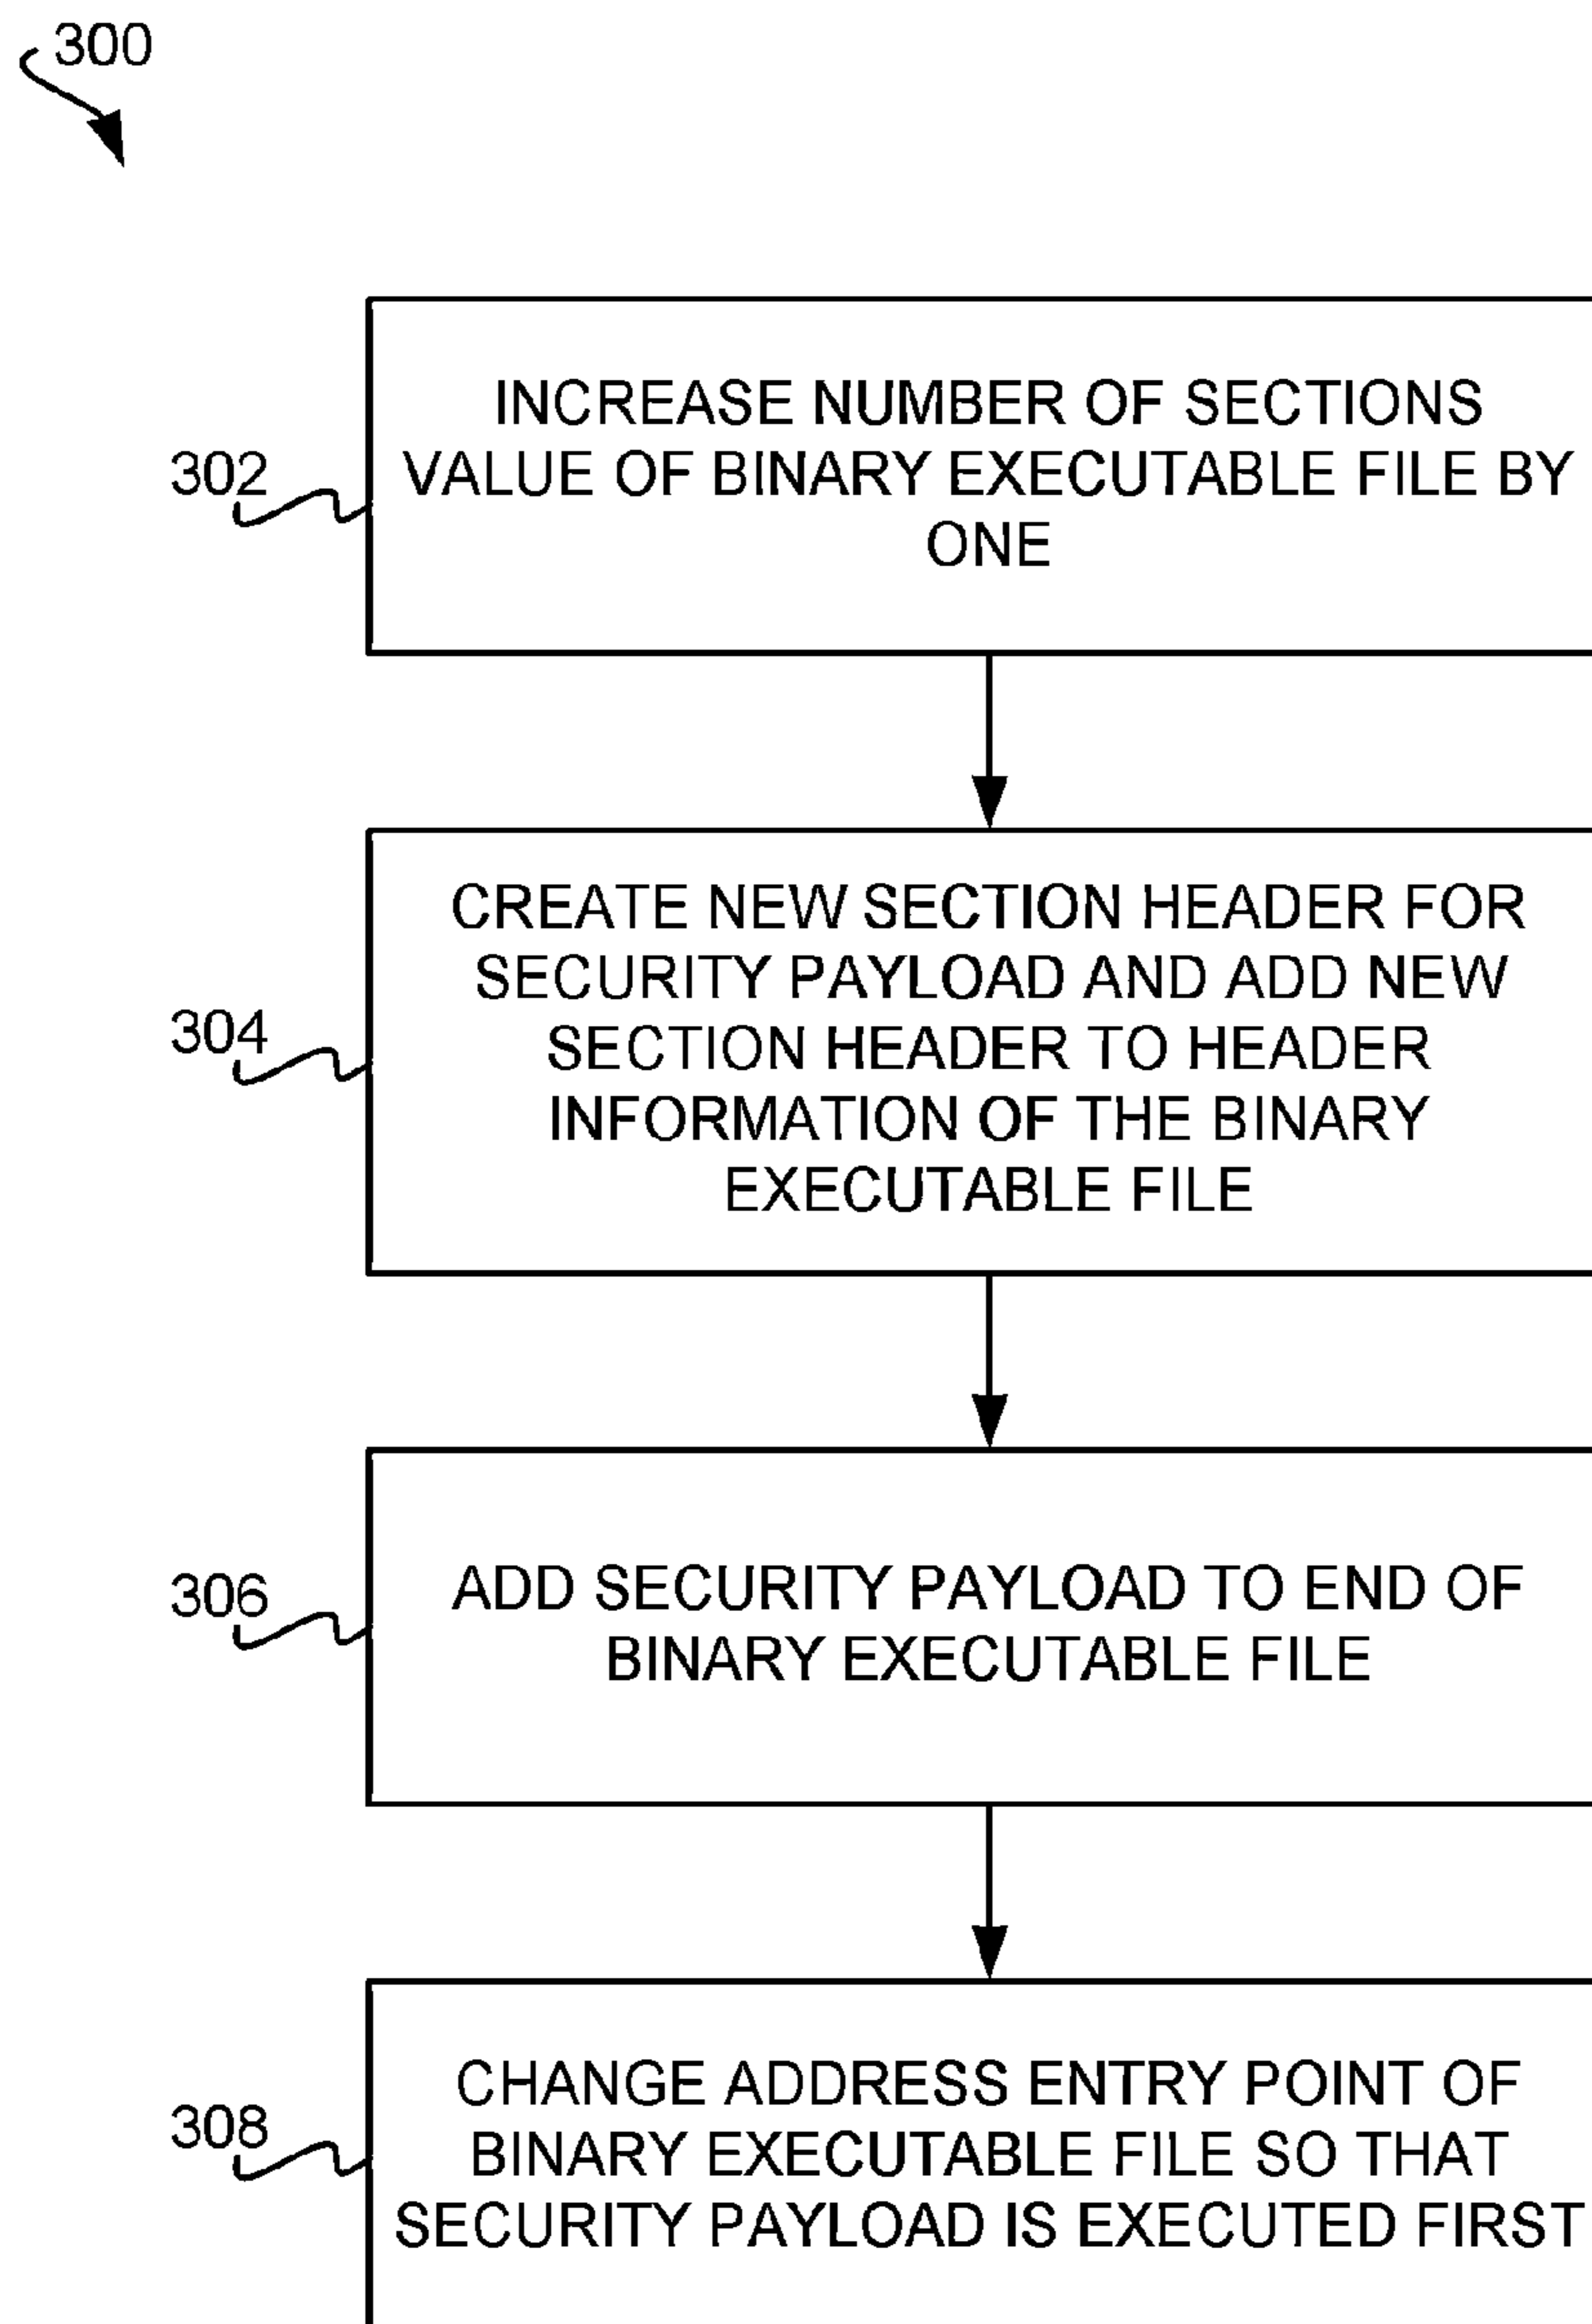 300
INCREASE NUMBER OF SECTIONS
VALUE OF BINARY EXECUTABLE FILE BY
ONE
302
CREATE NEW SECTION HEADER FOR
SECURITY PAYLOAD AND ADD NEW
SECTION HEADER TO HEADER
INFORMATION OF THE BINARY
EXECUTABLE FILE
304
ADD SECURITY PAYLOAD TO END OF
BINARY EXECUTABLE FILE
306
CHANGE ADDRESS ENTRY POINT OF
BINARY EXECUTABLE FILE SO THAT
SECURITY PAYLOAD IS EXECUTED FIRST
308